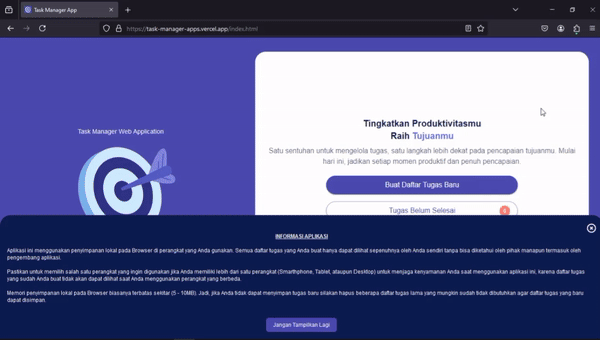 Task Manager App
https://task-manager-apps.vercel.app/index.html
Task Manager Web Application
Tingkatkan Produktivitasmu
Raih Tujuanmu
Satu sentuhan untuk mengelola tugas, satu langkah lebih dekat pada pencapaian tujuanmu. Mulai
hari ini, jadikan setiap momen produktif dan penuh pencapaian.
Buat Daftar Tugas Baru
Tugas Belum Selesai
INFORMASI APLIKASI
Aplikasi ini menggunakan penyimpanan lokal pada Browser di perangkat yang Anda gunakan. Semua daftar tugas yang Anda buat hanya dapat dilihat sepenuhnya oleh Anda sendiri tanpa bisa diketahui oleh pihak manapun termasuk oleh
pengembang aplikasi.
Pastikan untuk memilih salah satu perangkat yang ingin digunakan jika Anda memiliki lebih dari satu perangkat (Smartphone, Tablet, ataupun Desktop) untuk menjaga kenyamanan Anda saat menggunakan aplikasi ini, karena daftar tugas
yang sudah Anda buat tidak akan dapat dilihat saat Anda menggunakan perangkat yang berbeda.
Memori penyimpanan lokal pada Browser biasanya terbatas sekitar (5 - 10MB). Jadi, jika Anda tidak dapat menyimpan tugas baru silakan hapus beberapa daftar tugas lama yang mungkin sudah tidak dibutuhkan agar daftar tugas yang baru
dapat disimpan.
Jangan Tampilkan Lagi